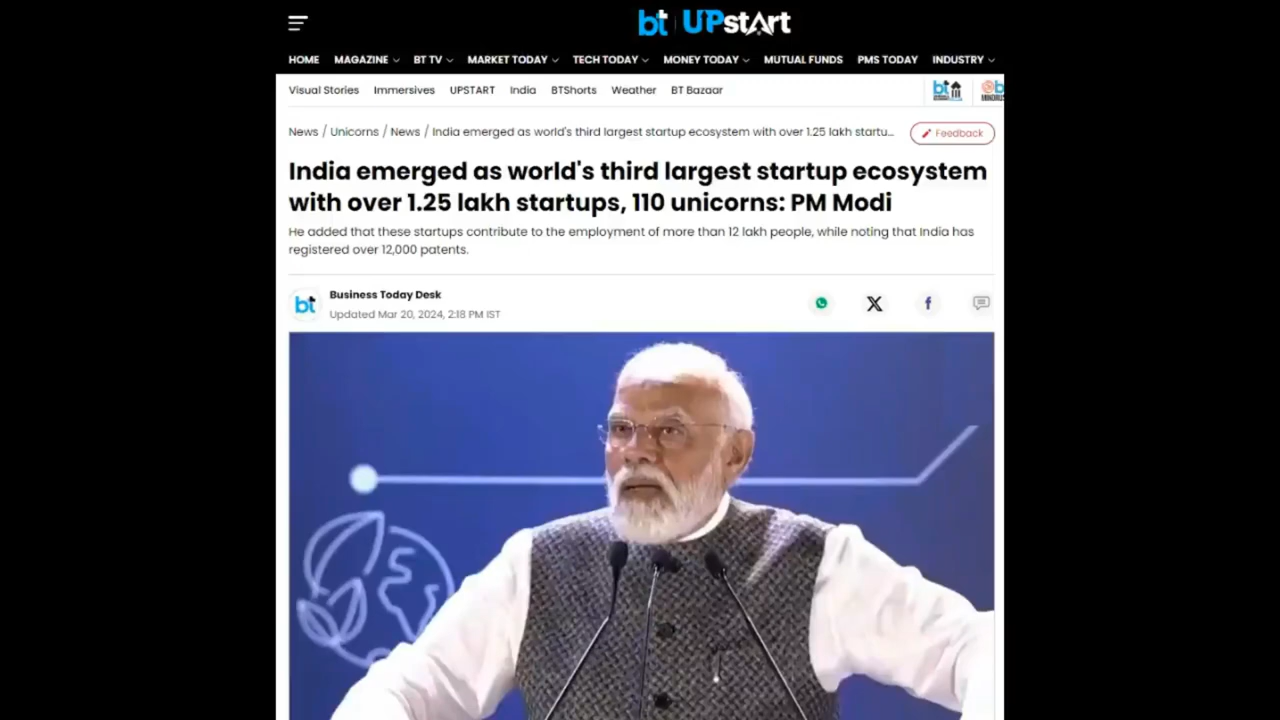 bt UPstart
HOME MAGAZINE BT TV MARKET TODAY TECH TODAY MONEY TODAY MUTUAL FUNDS PMS TODAY INDUSTRY
Visual Stories Immersives UPSTART India BTShorts Weather BT Bazaar
bt
News / Unicorns / News / India emerged as world's third largest startup ecosystem with over 1.25 lakh startu...
Feedback
India emerged as world's third largest startup ecosystem
with over 1.25 lakh startups, 110 unicorns: PM Modi
He added that these startups contribute to the employment of more than 12 lakh people, while noting that India has
registered over 12,000 patents.
bt
Business Today Desk
Updated Mar 20, 2024, 2:18 PM IST